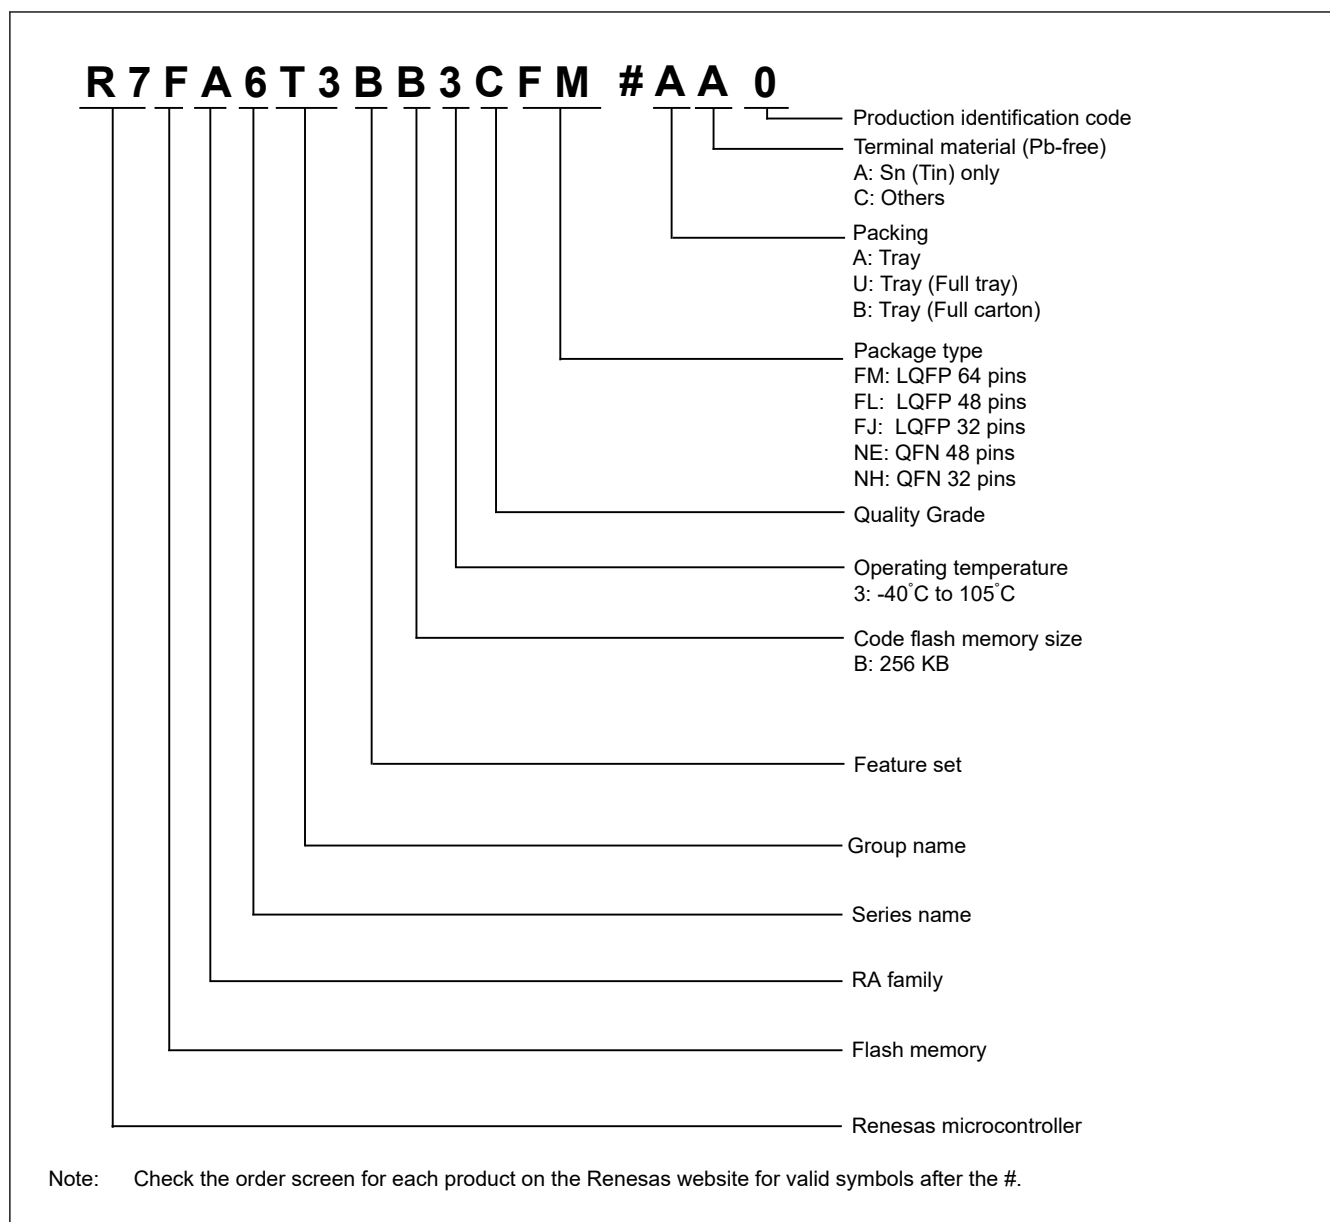 R7FA6T3BB3CFM #AA0
Production identification code
Terminal material (Pb-free)
A: Sn (Tin) only
C: Others
Packing
A: Tray
U: Tray (Full tray)
B: Tray (Full carton)
Package type
FM: LQFP 64 pins
FL: LQFP 48 pins
FJ: LQFP 32 pins
NE: QFN 48 pins
NH: QFN 32 pins
Quality Grade
Operating temperature
3: -40°C to 105°C
Code flash memory size
B: 256 KB
Feature set
Group name
Series name
RA family
Flash memory
Renesas microcontroller
Note: Check the order screen for each product on the Renesas website for valid symbols after the #.